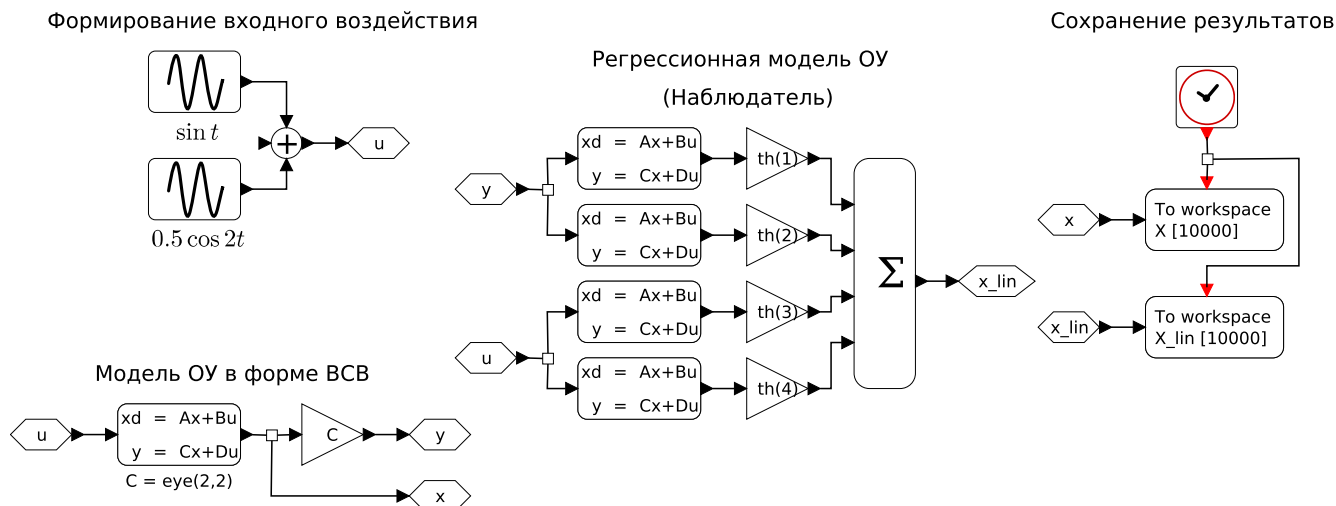 Формирование входного воздействия
sin t
0.5 cos 2t
+
u
Модель ОУ в форме ВСВ
u
xd = Ax+Bu
y = Cx+Du
C = eye(2,2)
C
y
x
Регрессионная модель ОУ
(Наблюдатель)
y
xd = Ax+Bu
y = Cx+Du
th(1)
xd = Ax+Bu
y = Cx+Du
th(2)
u
xd = Ax+Bu
y = Cx+Du
th(3)
xd = Ax+Bu
y = Cx+Du
th(4)
Σ
x_lin
Сохранение результатов
x
To workspace
X [10000]
x_lin
To workspace
X_lin [10000]